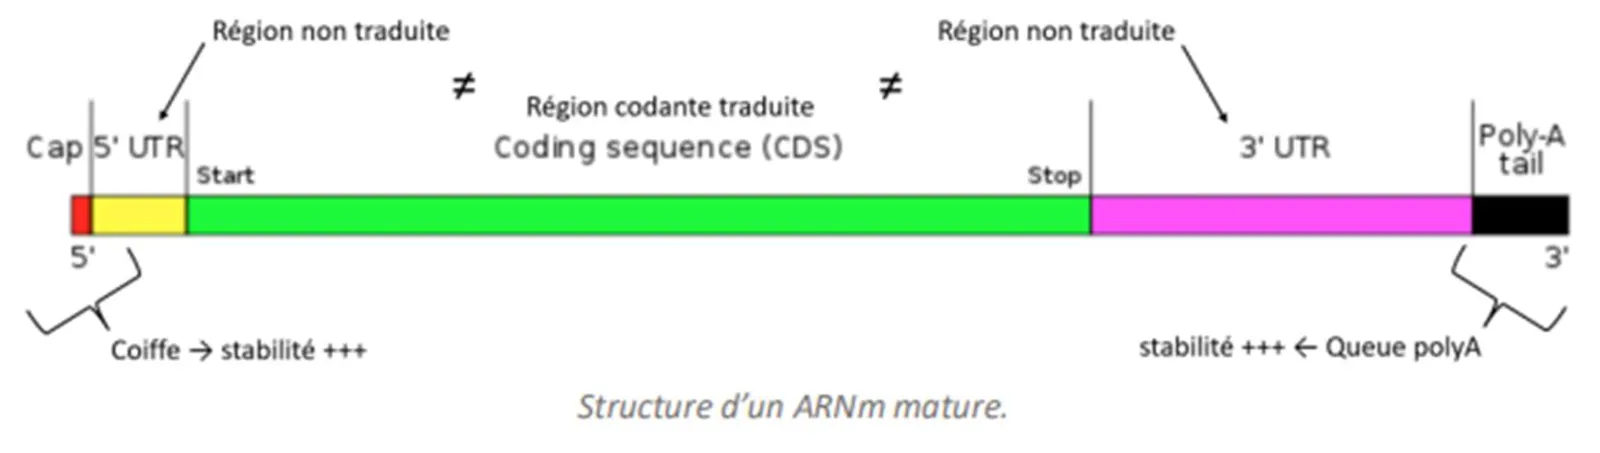 Région non traduite
Région non traduite
≠
≠
Région codante traduite
Cap
5' UTR
Coding sequence (CDS)
3' UTR
Poly-A
tail
Start
Stop
5'
3'
Coiffe → stabilité +++
stabilité +++ ← Queue polyA
Structure d’un ARNm mature.